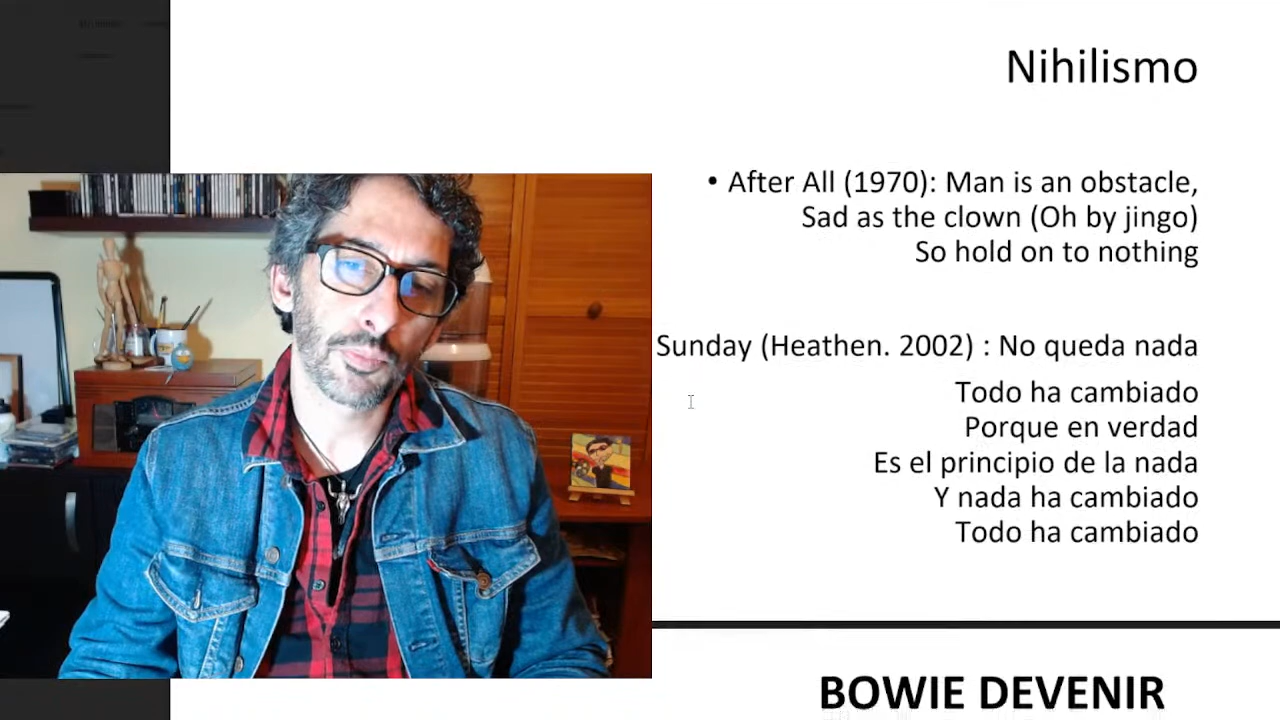 Nihilismo
• After All (1970): Man is an obstacle,
Sad as the clown (Oh by jingo)
So hold on to nothing
Sunday (Heathen. 2002) : No queda nada
Todo ha cambiado
Porque en verdad
Es el principio de la nada
Y nada ha cambiado
Todo ha cambiado
BOWIE DEVENIR